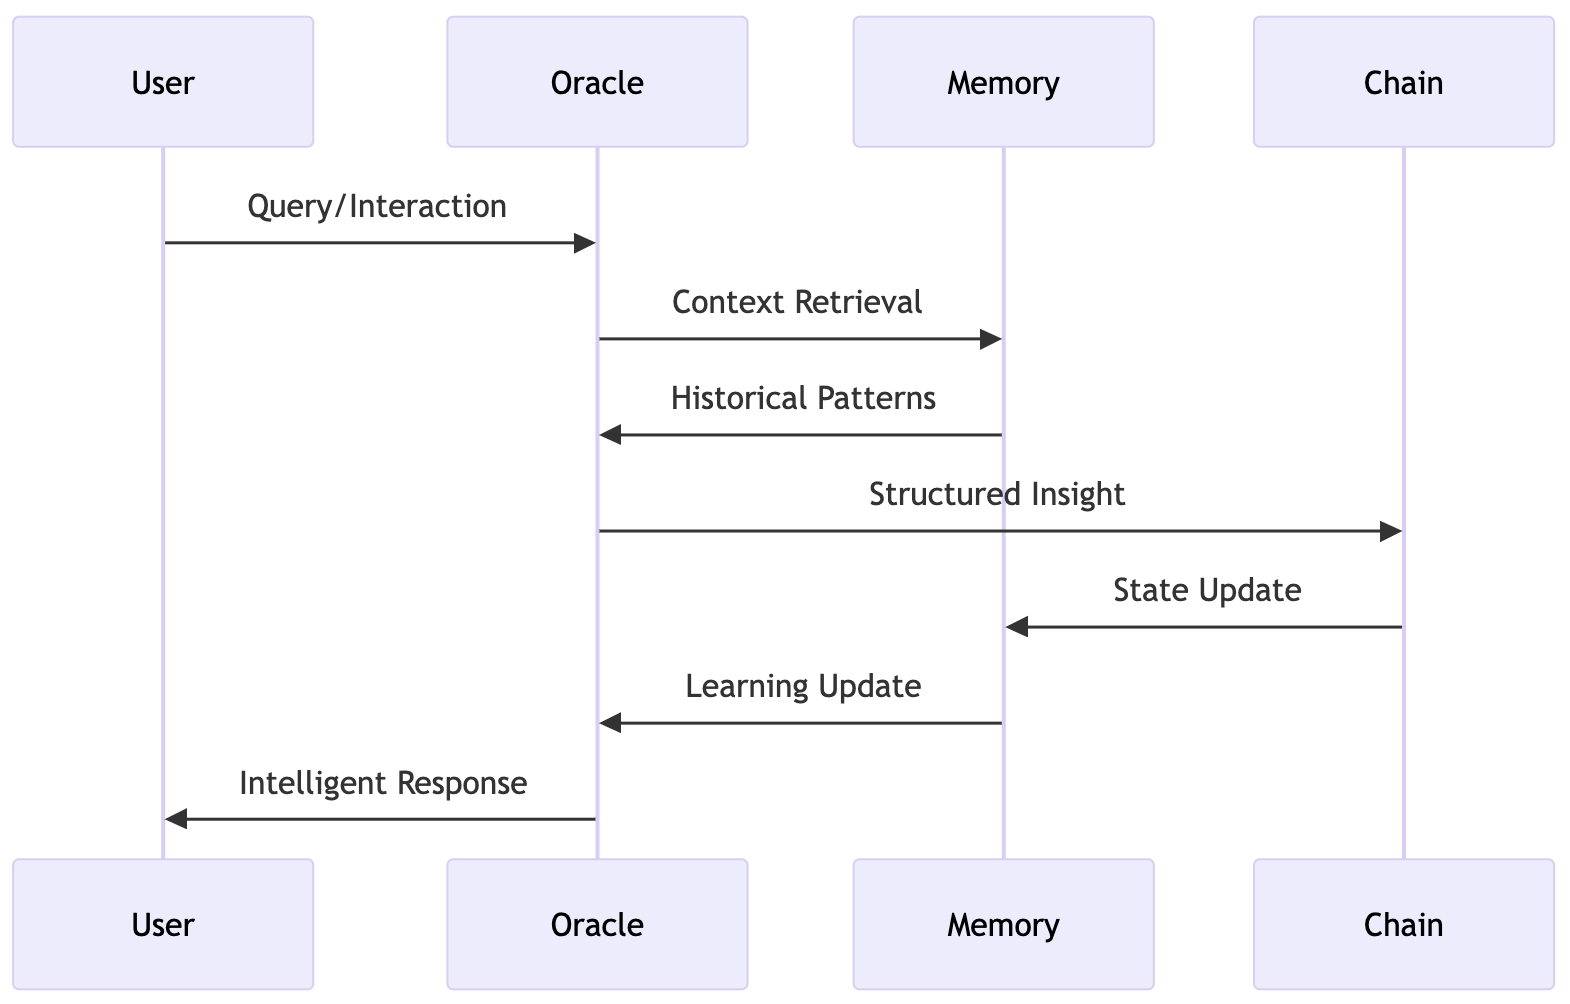 User
Oracle
Memory
Chain
Query/Interaction
Context Retrieval
Historical Patterns
Structured Insight
State Update
Learning Update
Intelligent Response
User
Oracle
Memory
Chain